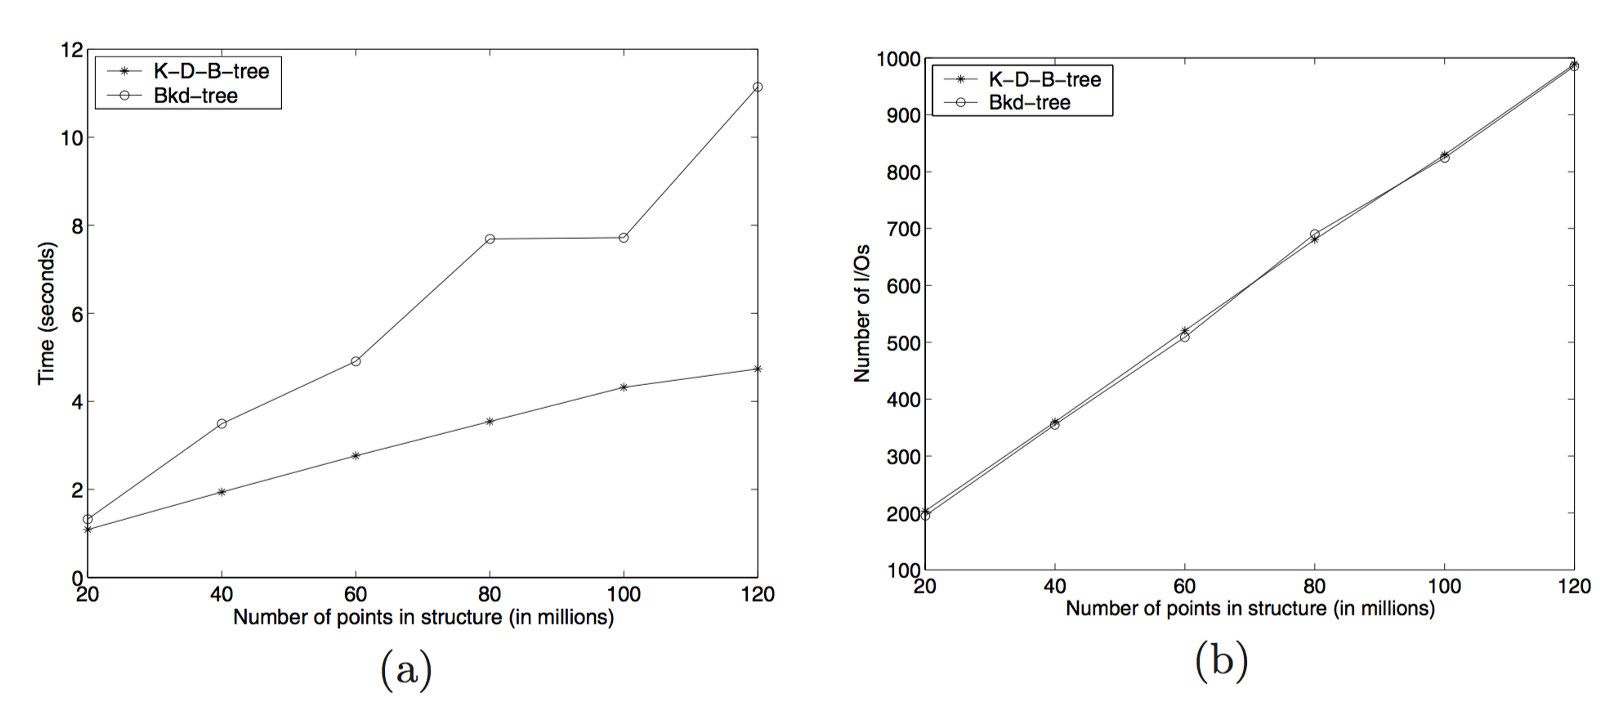 12
10
8
6
4
2
0
Time (seconds)
K-D-B-tree
Bkd-tree
20 40 60 80 100 120
Number of points in structure (in millions)
(a)
1000
900
800
700
600
500
400
300
200
100
Number of I/Os
K-D-B-tree
Bkd-tree
20 40 60 80 100 120
Number of points in structure (in millions)
(b)